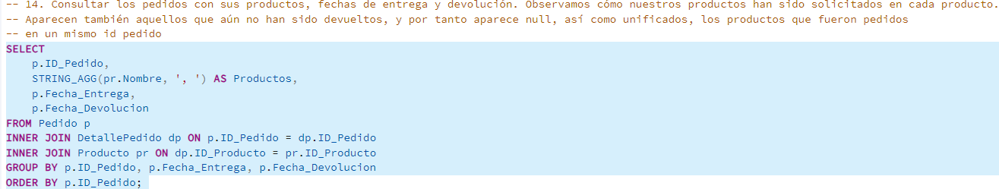 -- 14. Consultar los pedidos con sus productos, fechas de entrega y devolución. Observamos cómo nuestros productos han sido solicitados en cada producto.
-- Aparecen también aquellos que aún no han sido devueltos, y por tanto aparece null, así como unificados, los productos que fueron pedidos
-- en un mismo id pedido
SELECT
    p.ID_Pedido,
    STRING_AGG(pr.Nombre, ', ') AS Productos,
    p.Fecha_Entrega,
    p.Fecha_Devolucion
FROM Pedido p
INNER JOIN DetallePedido dp ON p.ID_Pedido = dp.ID_Pedido
INNER JOIN Producto pr ON dp.ID_Producto = pr.ID_Producto
GROUP BY p.ID_Pedido, p.Fecha_Entrega, p.Fecha_Devolucion
ORDER BY p.ID_Pedido;